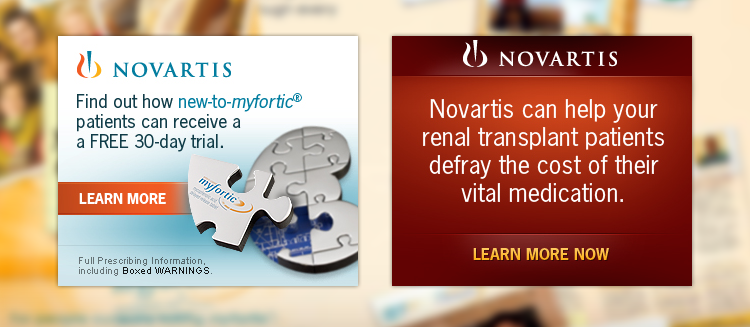 NOVARTIS
Find out how new-to-myfortic®
patients can receive a
a FREE 30-day trial.
LEARN MORE
myfortic
Full Prescribing Information,
including Boxed WARNINGS.
NOVARTIS
Novartis can help your
renal transplant patients
defray the cost of their
vital medication.
LEARN MORE NOW